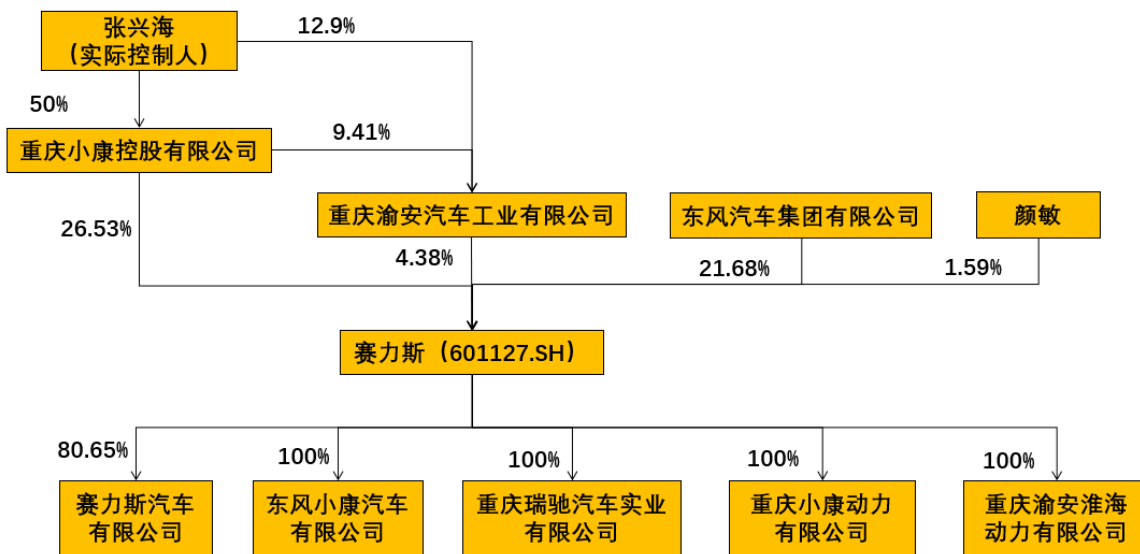 张兴海
（实际控制人）
12.9%
50%
重庆小康控股有限公司
9.41%
重庆渝安汽车工业有限公司
东风汽车集团有限公司
颜敏
26.53%
4.38%
21.68%
1.59%
赛力斯（601127.SH）
80.65%
100%
100%
100%
100%
赛力斯汽车
有限公司
东风小康汽车
有限公司
重庆瑞驰汽车实业
有限公司
重庆小康动力
有限公司
重庆渝安淮海
动力有限公司